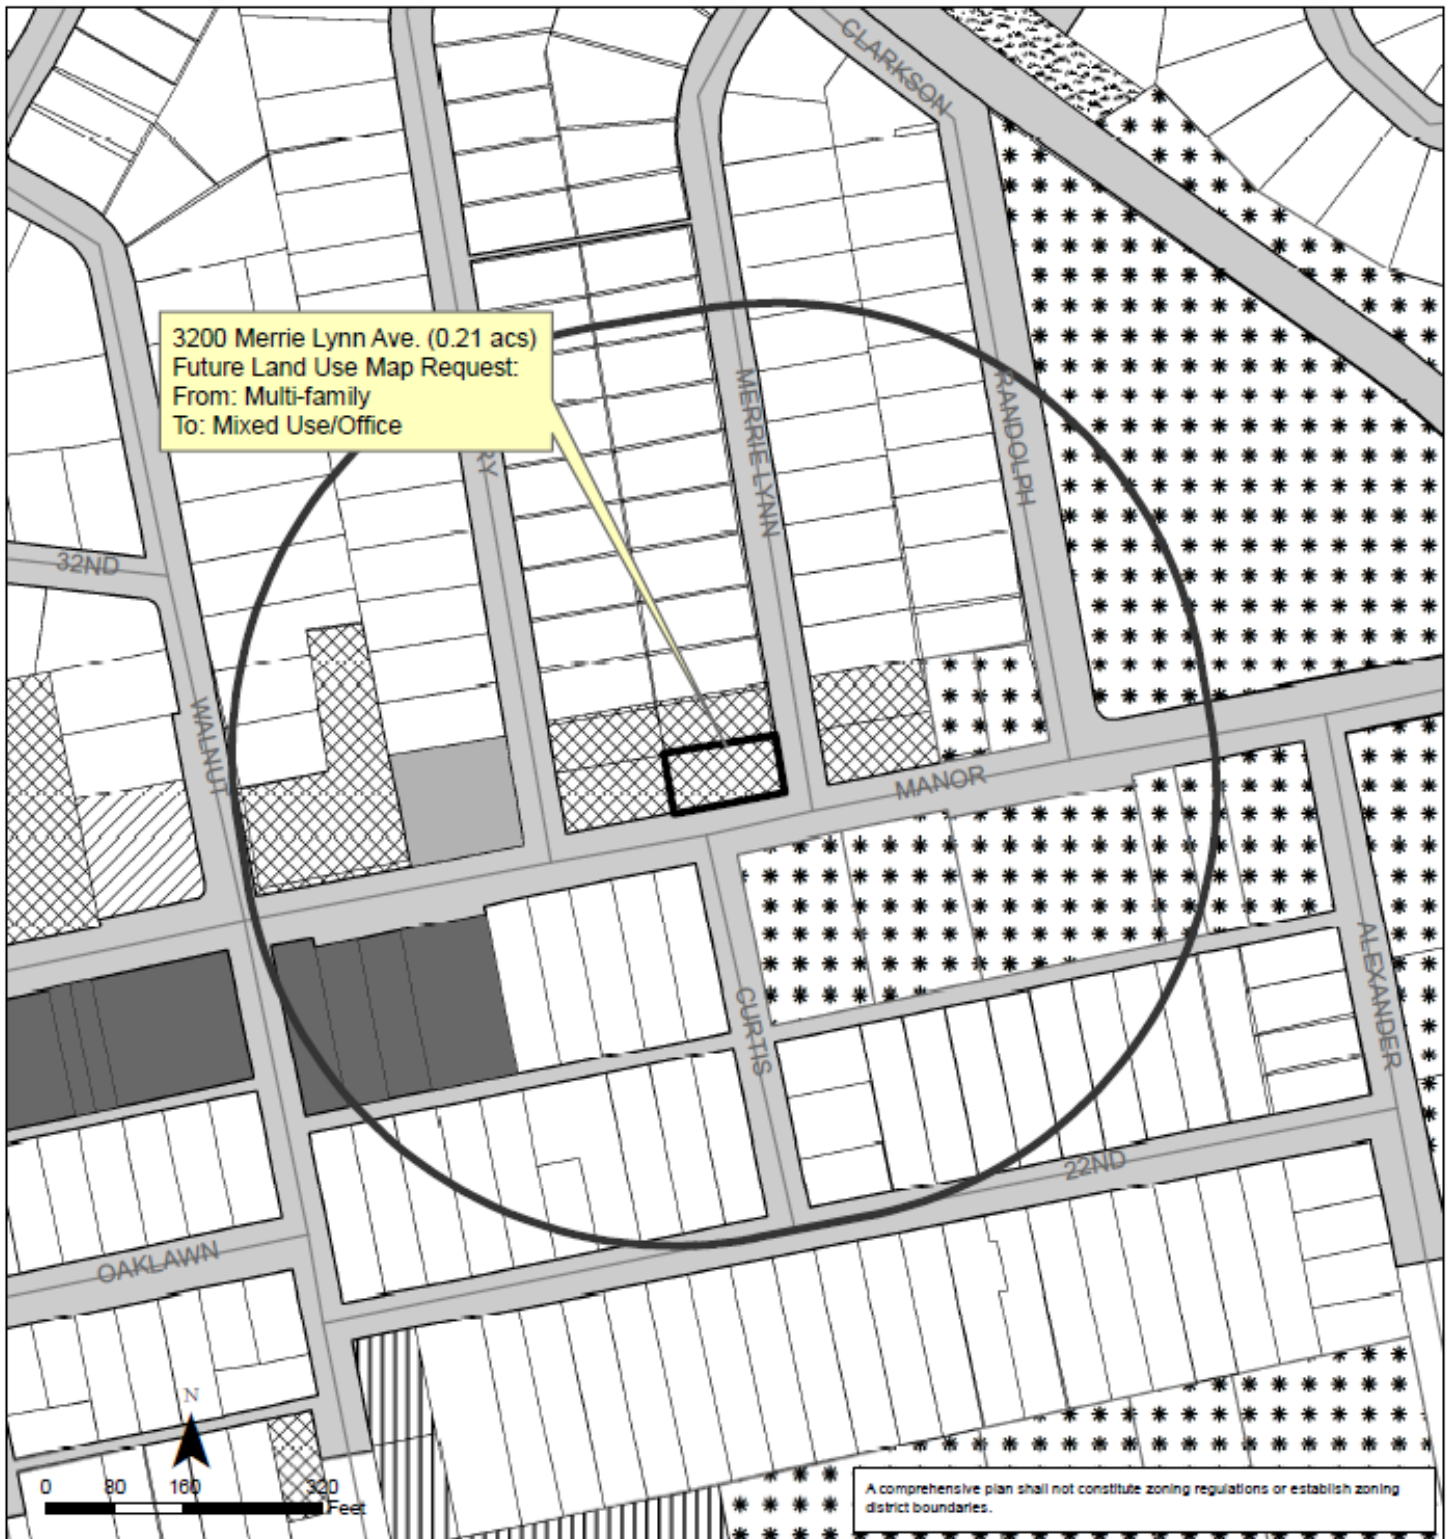 CLARKSON
3200 Merrie Lynn Ave. (0.21 acs)
Future Land Use Map Request:
From: Multi-family
To: Mixed Use/Office
MERRIE LYNN
RANDOLPH
RY
32ND
WALNUT
MANOR
CURTIS
ALEXANDER
22ND
OAKLAWN
N
0 80 160 320
Feet
A comprehensive plan shall not constitute zoning regulations or establish zoning
district boundaries.